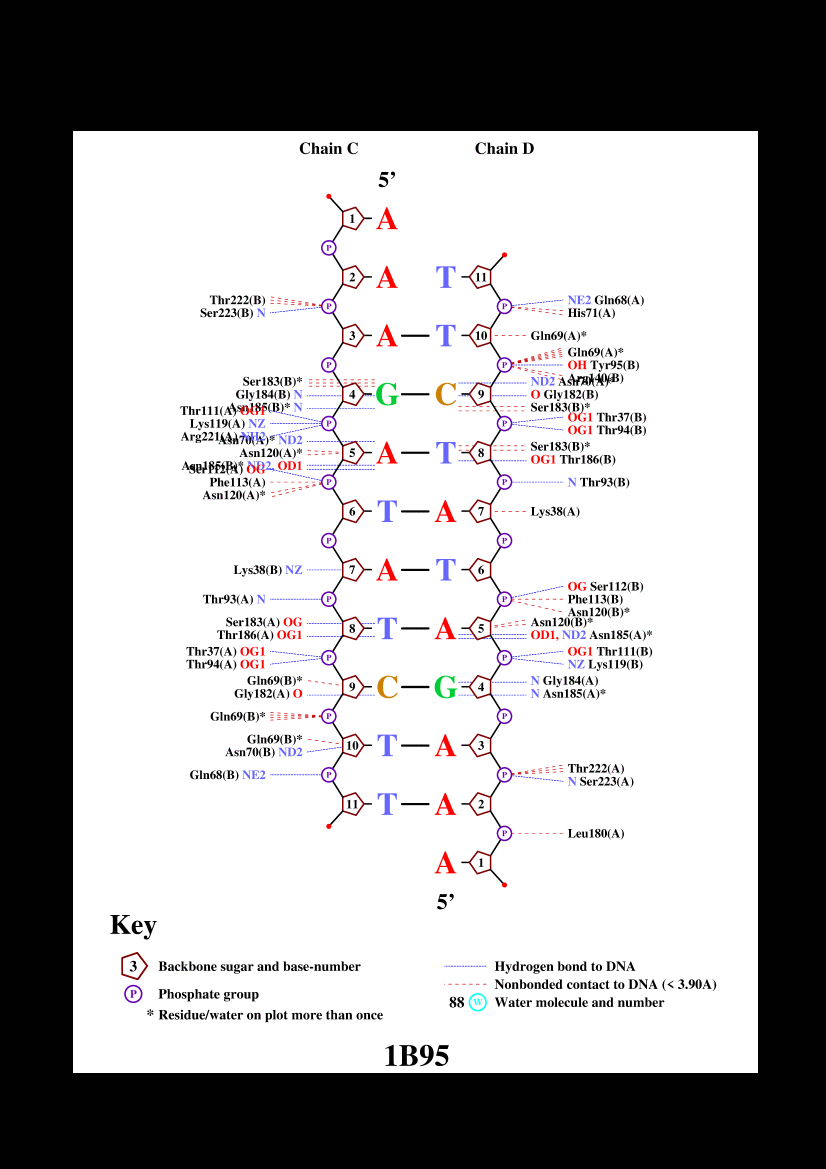 Chain C Chain D
5’
1 A
P
2 A T 11
Thr222(B) P P NE2 Gln68(A)
Ser223(B) N His71(A)
3 A T 10 Gln69(A)*
Gln69(A)*
P P OH Tyr95(B)
Arg140(B)
Ser183(B)* ND2 Asn70(A)*
Gly184(B) N 4 G C 9 O Gly182(B)
Asn185(B)* N Ser183(B)*
Thr111(A) OG1 OG1 Thr37(B)
Lys119(A) NZ P P
Arg221(A) NH2 OG1 Thr94(B)
Asn70(A)* ND2 Ser183(B)*
Asn120(A)* 5 A T 8
Asn185(B)* ND2, OD1 OG1 Thr186(B)
Ser112(A) OG
Phe113(A) P P N Thr93(B)
Asn120(A)*
6 T A 7 Lys38(A)
P P
Lys38(B) NZ 7 A T 6
OG Ser112(B)
Thr93(A) N P P Phe113(B)
Asn120(B)*
Ser183(A) OG Asn120(B)*
8 T A 5
Thr186(A) OG1 OD1, ND2 Asn185(A)*
Thr37(A) OG1 OG1 Thr111(B)
P P
Thr94(A) OG1 NZ Lys119(B)
Gln69(B)* N Gly184(A)
9 C G 4
Gly182(A) O N Asn185(A)*
Gln69(B)* P P
Gln69(B)*
10 T A 3
Asn70(B) ND2
Thr222(A)
Gln68(B) NE2 P P
N Ser223(A)
11 T A 2
P Leu180(A)
A 1
5’
Key
3 Backbone sugar and base-number
P Phosphate group
* Residue/water on plot more than once
Hydrogen bond to DNA
Nonbonded contact to DNA (< 3.90A)
88 W Water molecule and number
1B95